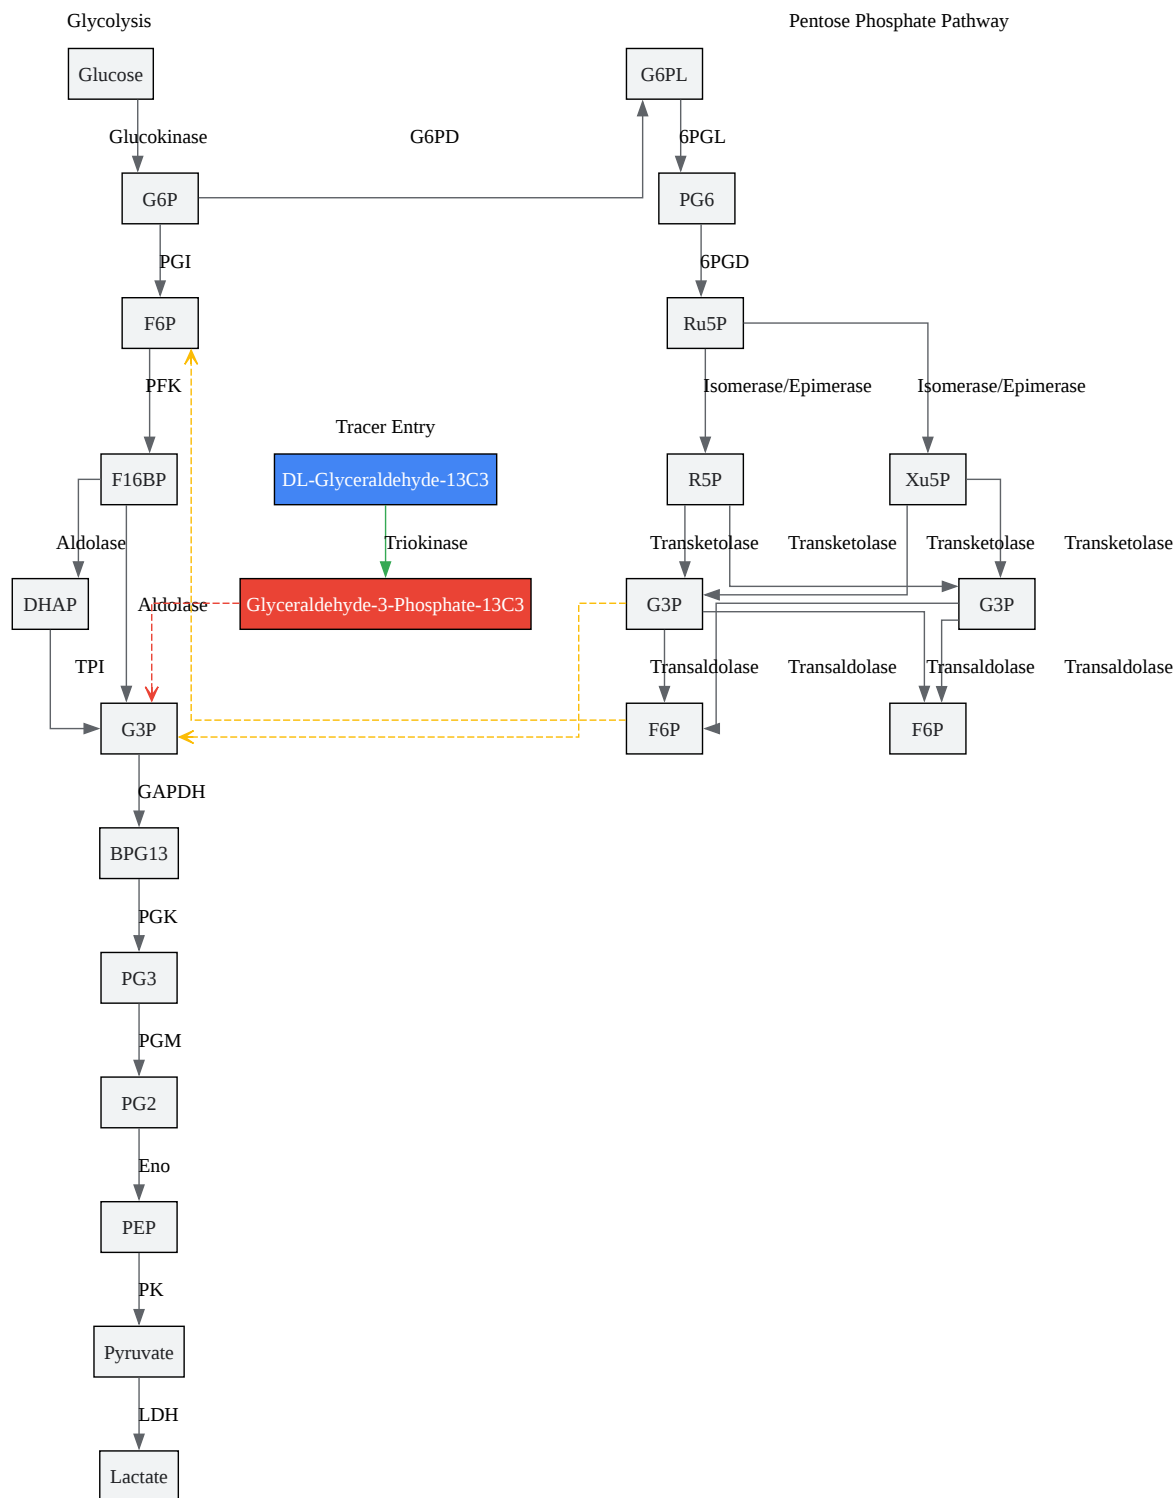 Glycolysis
Pentose Phosphate Pathway
Glucose
G6PL
Glucokinase
G6PD
6PGL
G6P
PG6
PGI
6PGD
F6P
Ru5P
PFK
Isomerase/Epimerase
Isomerase/Epimerase
Tracer Entry
F16BP
DL-Glyceraldehyde-13C3
R5P
Xu5P
Aldolase
Triokinase
Transketolase
Transketolase
Transketolase
Transketolase
DHAP
Aldolase
Glyceraldehyde-3-Phosphate-13C3
G3P
G3P
TPI
Transaldolase
Transaldolase
Transaldolase
Transaldolase
G3P
F6P
F6P
GAPDH
BPG13
PGK
PG3
PGM
PG2
Eno
PEP
PK
Pyruvate
LDH
Lactate